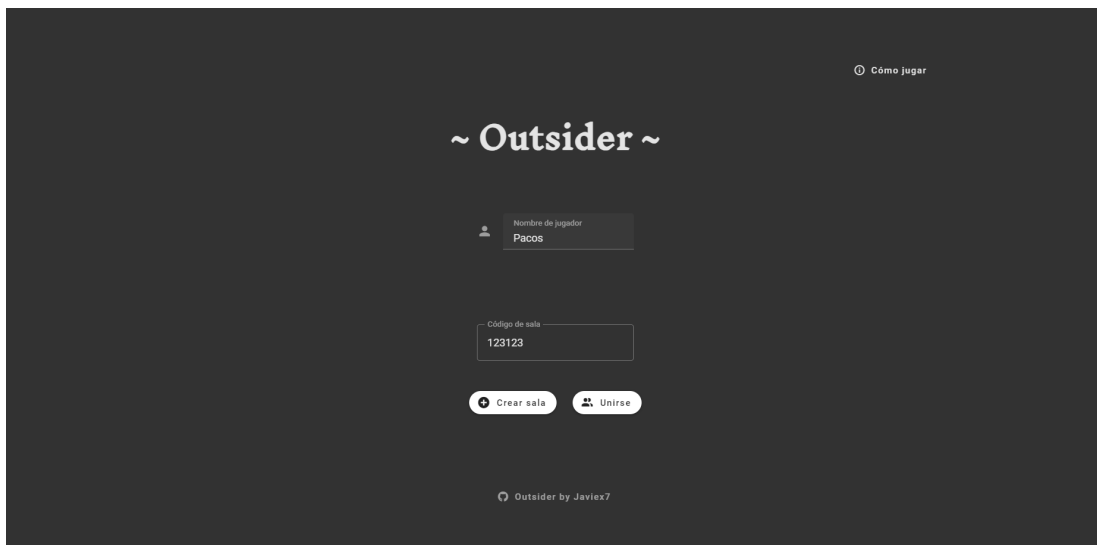 Cómo jugar
~ Outsider ~
Nombre de jugador
Pacos
Código de sala
123123
Crear sala
Unirse
Outsider by Javiex7